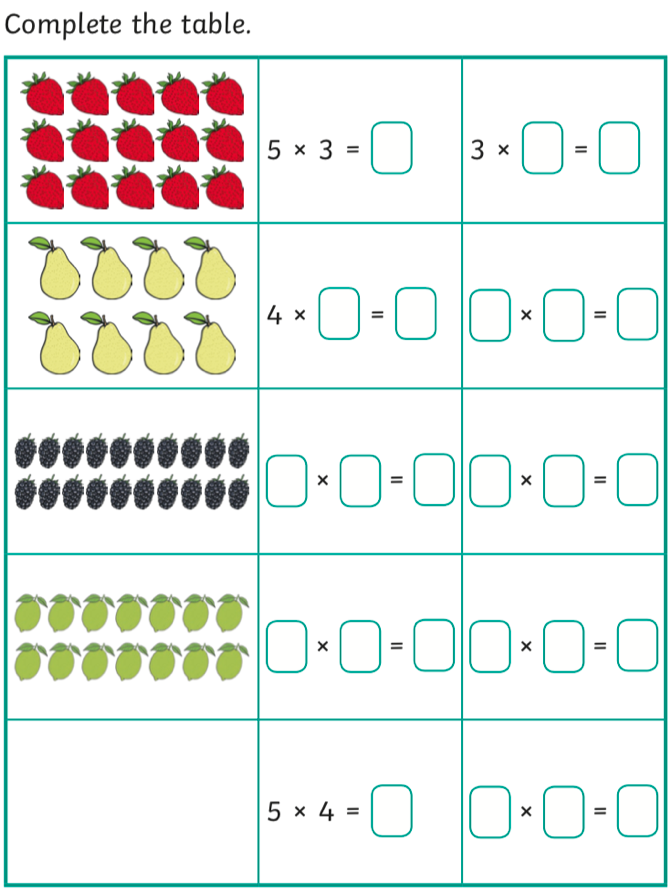 Complete the table.
5 × 3 =
3 × =
4 × =
× =
× =
× =
× =
× =
5 × 4 =
× =